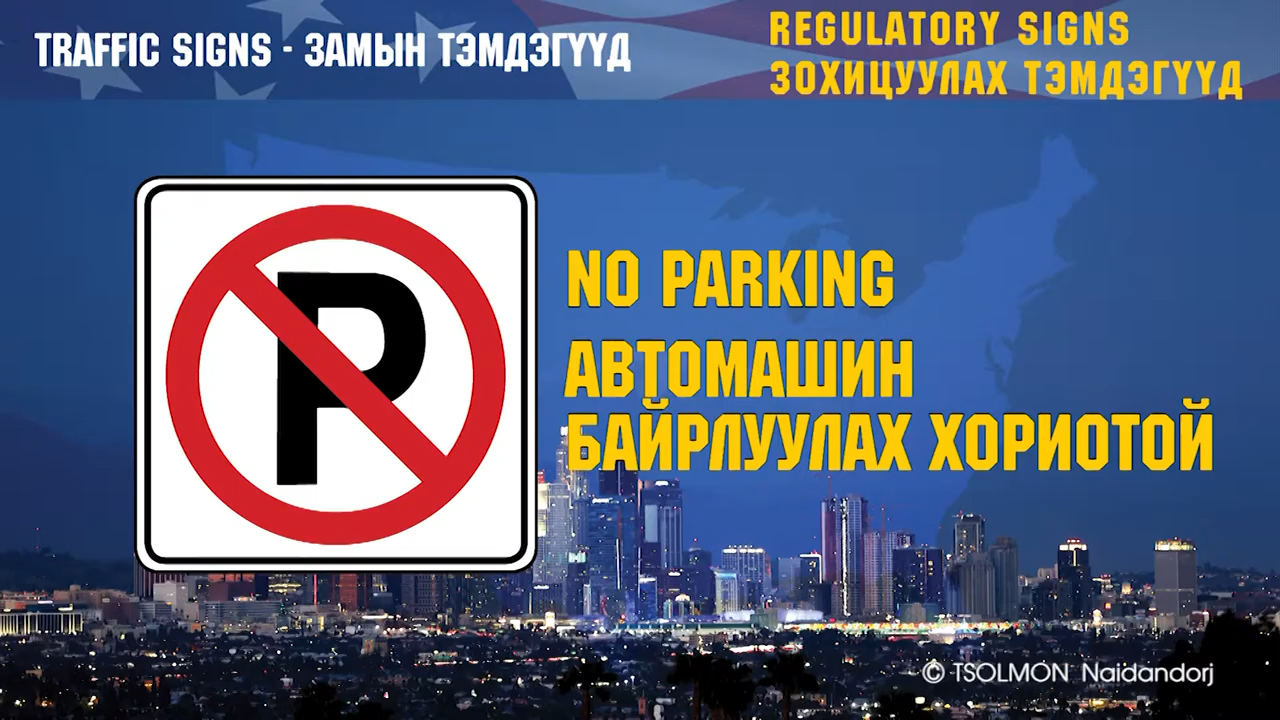 TRAFFIC SIGNS - ЗАМЫН ТЭМДЭГҮҮД
REGULATORY SIGNS
ЗОХИЦУУЛАХ ТЭМДЭГҮҮД
P
NO PARKING
АВТОМАШИН
БАЙРЛУУЛАХ ХОРИОТОЙ
© TSOLMON Naidandorj